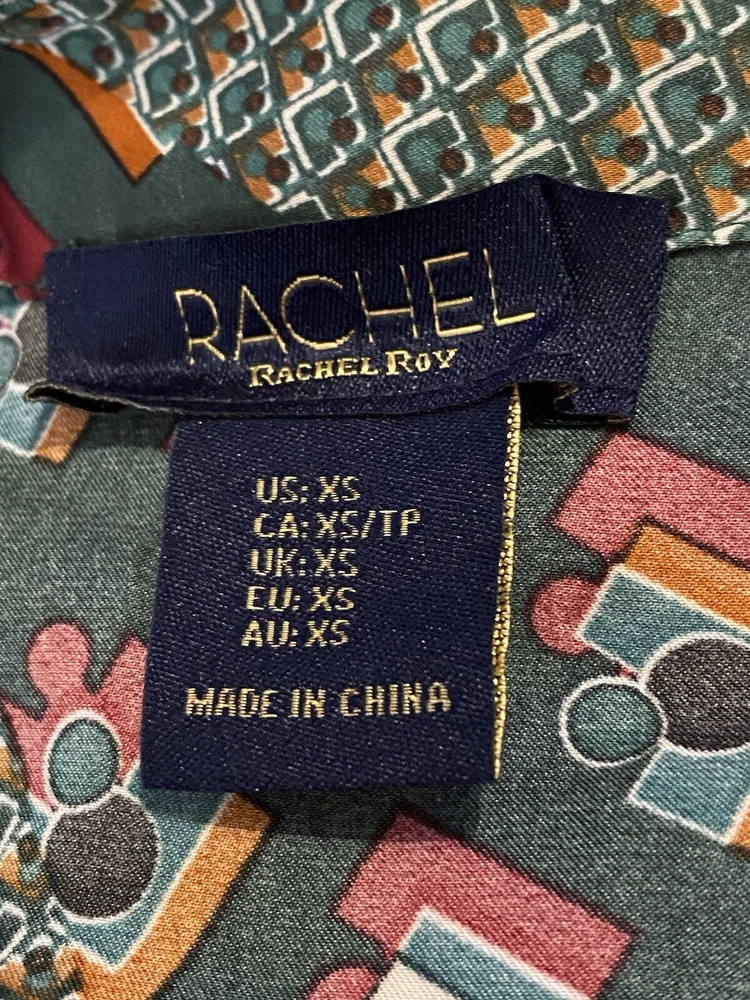 RACHEL
RACHEL ROY
US: XS
CA: XS/TP
UK: XS
EU: XS
AU: XS
MADE IN CHINA